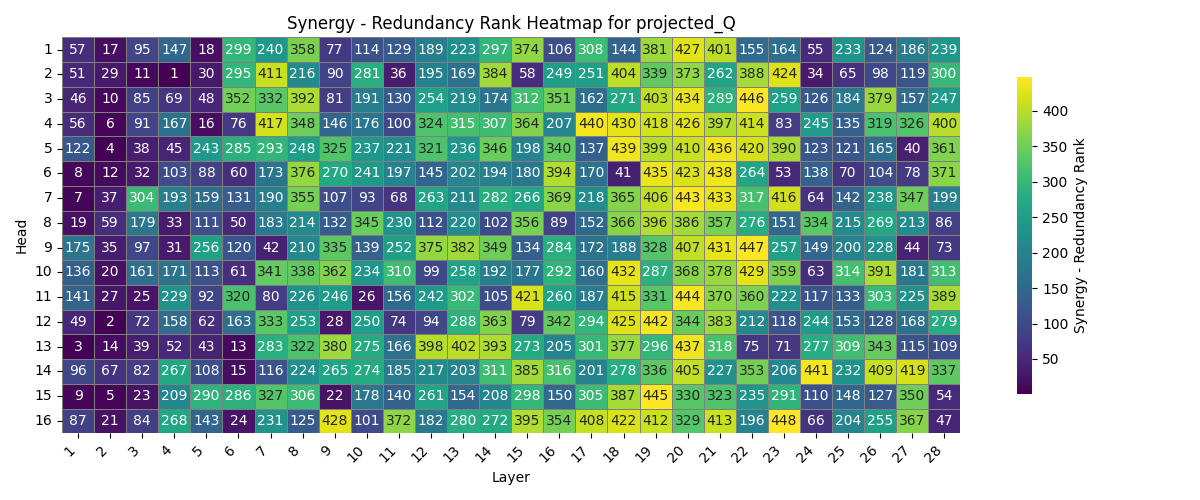 Synergy - Redundancy Rank Heatmap for projected_Q
1 57 17 95 147 18 299 240 358 77 114 129 189 223 297 374 106 308 144 381 427 401 155 164 55 233 124 186 239
2 51 29 11 1 30 295 411 216 90 281 36 195 169 384 58 249 251 404 339 373 262 388 424 34 65 98 119 300
3 46 10 85 69 48 352 332 392 81 191 130 254 219 174 312 351 162 271 403 434 289 446 259 126 184 379 157 247
4 56 6 91 167 16 76 417 348 146 176 100 324 315 307 364 207 440 430 418 426 397 414 83 245 135 319 326 400
5 122 4 38 45 243 285 293 248 325 237 221 321 236 346 198 340 137 439 399 410 436 420 390 123 121 165 40 361
6 8 12 32 103 88 60 173 376 270 241 197 145 202 194 180 394 170 41 435 423 438 264 53 138 70 104 78 371
7 7 37 304 193 159 131 190 355 107 93 68 263 211 282 266 369 218 365 406 443 433 317 416 64 142 238 347 199
8 19 59 179 33 111 50 183 214 132 345 230 112 220 102 356 89 152 366 396 386 357 276 151 334 215 269 213 86
9 175 35 97 31 256 120 42 210 335 139 252 375 382 349 134 284 172 188 328 407 431 447 257 149 200 228 44 73
10 136 20 161 171 113 61 341 338 362 234 310 99 258 192 177 292 160 432 287 368 378 429 359 63 314 391 181 313
11 141 27 25 229 92 320 80 226 246 26 156 242 302 105 421 260 187 415 331 444 370 360 222 117 133 303 225 389
12 49 2 72 158 62 163 333 253 28 250 74 94 288 363 79 342 294 425 442 344 383 212 118 244 153 128 168 279
13 3 14 39 52 43 13 283 322 380 275 166 398 402 393 273 205 301 377 296 437 318 75 71 277 309 343 115 109
14 96 67 82 267 108 15 116 224 265 274 185 217 203 311 385 316 201 278 336 405 227 353 206 441 232 409 419 337
15 9 5 23 209 290 286 327 306 22 178 140 261 154 208 298 150 305 387 445 330 323 235 291 110 148 127 350 54
16 87 21 84 268 143 24 231 125 428 101 372 182 280 272 395 354 408 422 412 329 413 196 448 66 204 255 367 47
1 2 3 4 5 6 7 8 9 10 11 12 13 14 15 16 17 18 19 20 21 22 23 24 25 26 27 28
Layer
Head
400
350
300
250
200
150
100
50
Synergy - Redundancy Rank